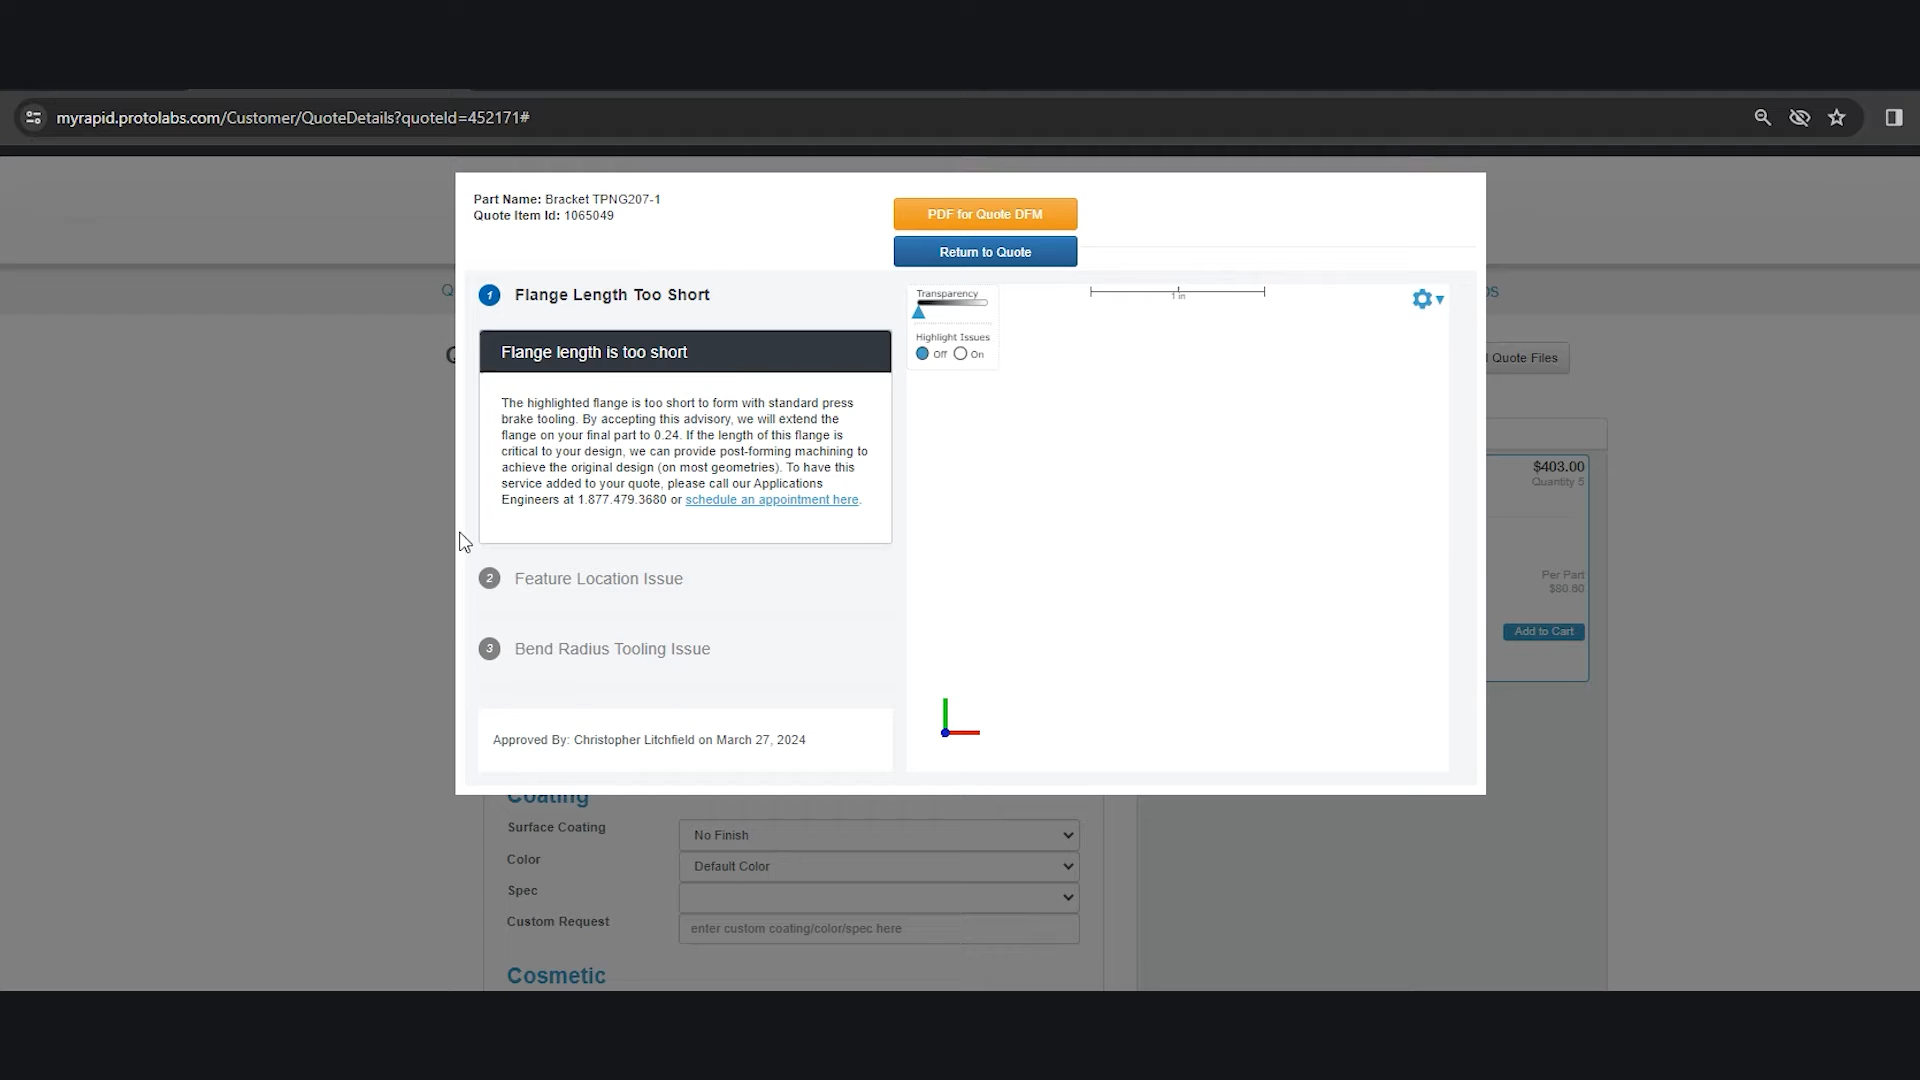 myrapid.protolabs.com/Customer/QuoteDetails?quoteId=452171#
Part Name: Bracket TPNG207-1
Quote Item Id: 1065049
PDF for Quote DFM
Return to Quote
1 Flange Length Too Short
Flange length is too short
The highlighted flange is too short to form with standard press
brake tooling. By accepting this advisory, we will extend the
flange on your final part to 0.24. If the length of this flange is
critical to your design, we can provide post-forming machining to
achieve the original design (on most geometries). To have this
service added to your quote, please call our Applications
Engineers at 1.877.479.3680 or schedule an appointment here.
2 Feature Location Issue
3 Bend Radius Tooling Issue
Approved By: Christopher Litchfield on March 27, 2024
Transparency
Highlight Issues
Off On
1 in
Quote Files
$403.00
Quantity 5
Per Part
$80.60
Add to Cart
Coating
Surface Coating No Finish
Color Default Color
Spec
Custom Request enter custom coating/color/spec here
Cosmetic